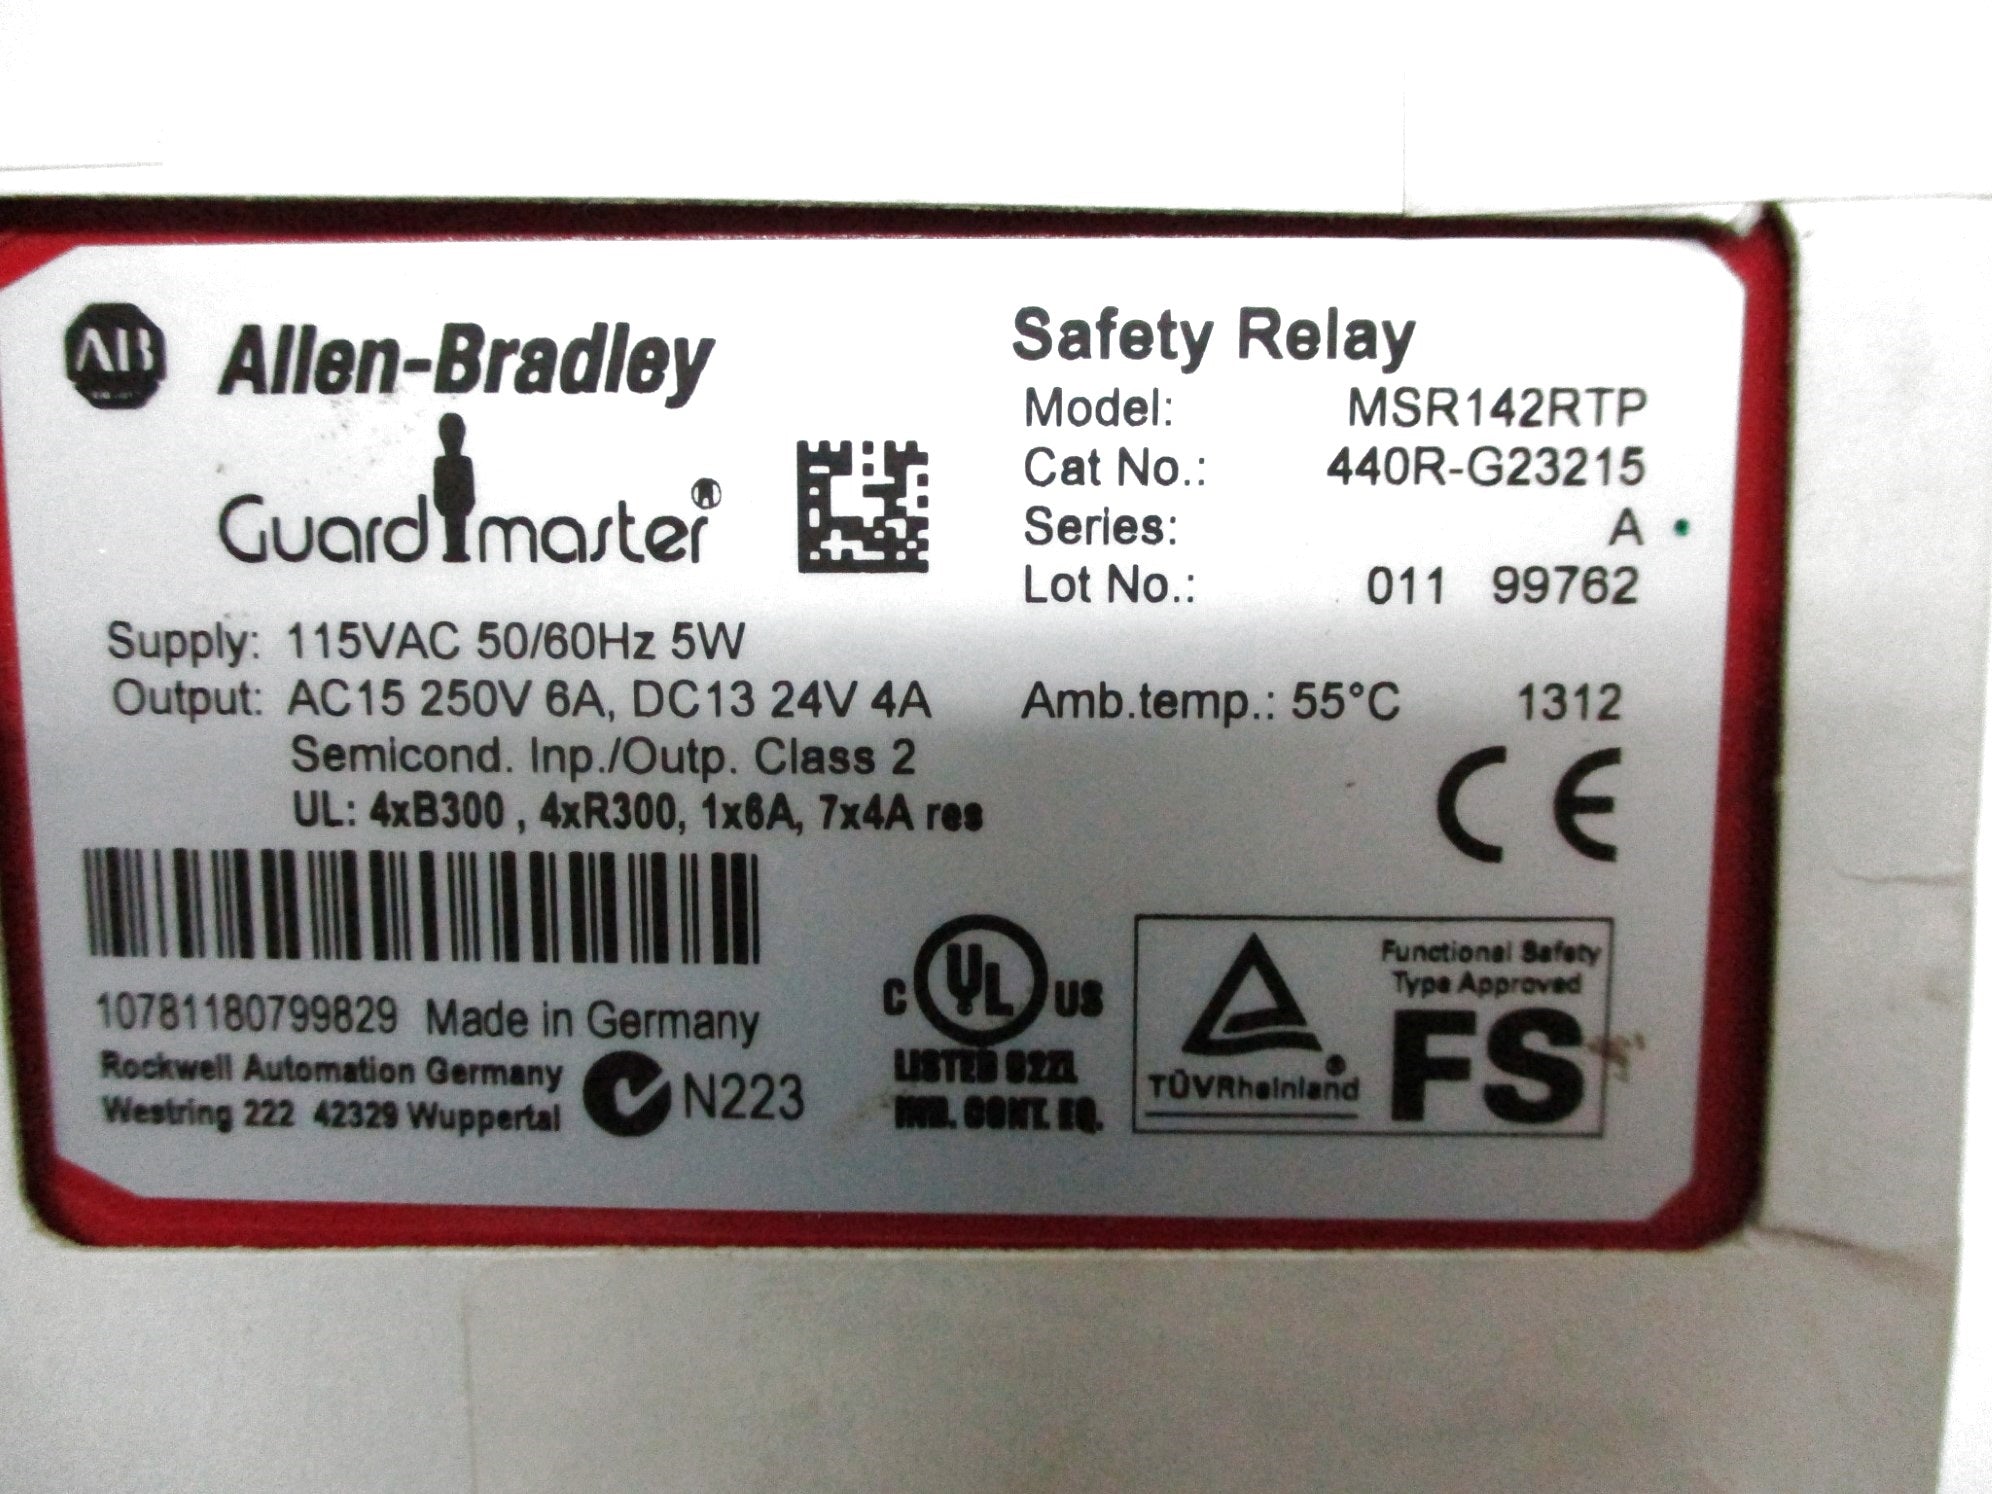 AB
Allen-Bradley
Guardmaster®
Safety Relay
Model: MSR142RTP
Cat No.: 440R-G23215
Series: A
Lot No.: 011 99762
Supply: 115VAC 50/60Hz 5W
Output: AC15 250V 6A, DC13 24V 4A
Semicond. Inp./Outp. Class 2
UL: 4xB300 , 4xR300, 1x6A, 7x4A res
Amb.temp.: 55°C 1312
CE
10781180799829 Made in Germany
Rockwell Automation Germany
Westring 222 42329 Wuppertal
N223
C UL US
LISTED
IND. CONT. EQ.
TÜVRheinland ®
Functional Safety
Type Approved
FS